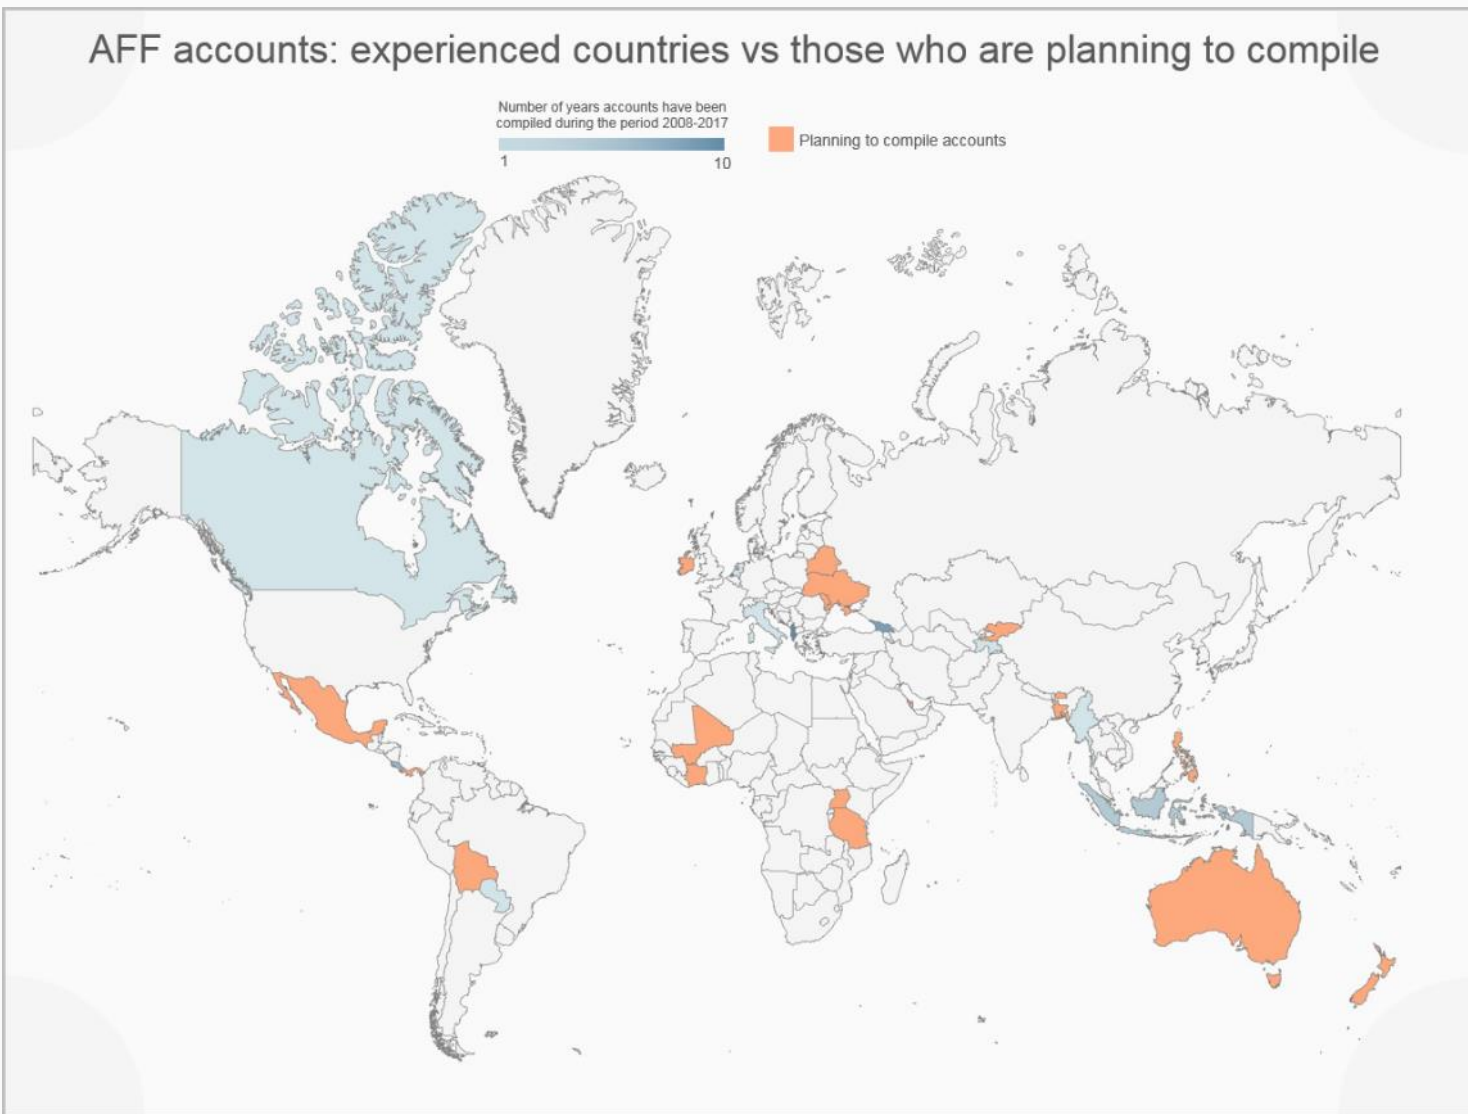 AFF accounts: experienced countries vs those who are planning to compile
Number of years accounts have been
compiled during the period 2008-2017
1
10
Planning to compile accounts